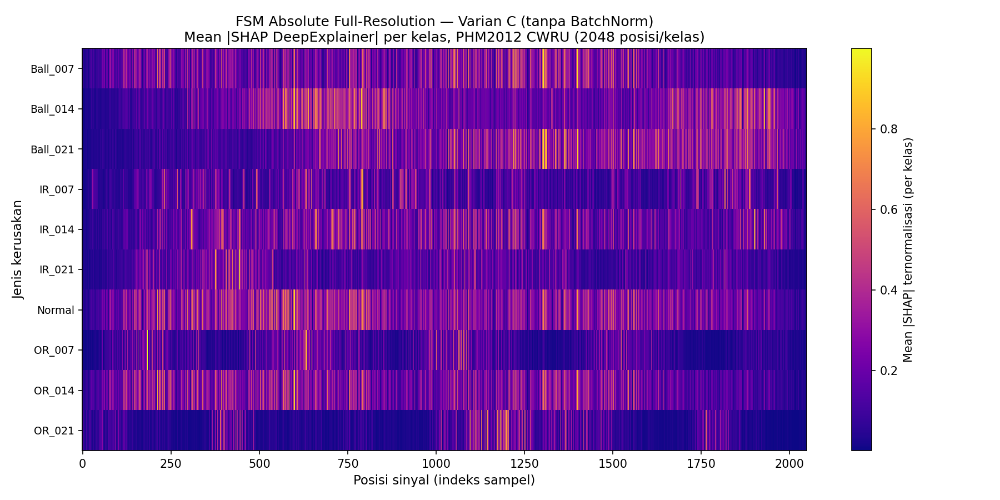 FSM Absolute Full-Resolution — Varian C (tanpa BatchNorm)
Mean |SHAP DeepExplainer| per kelas, PHM2012 CWRU (2048 posisi/kelas)
Jenis kerusakan
Ball_007
Ball_014
Ball_021
IR_007
IR_014
IR_021
Normal
OR_007
OR_014
OR_021
0 250 500 750 1000 1250 1500 1750 2000
Posisi sinyal (indeks sampel)
0.8
0.6
0.4
0.2
Mean |SHAP| ternormalisasi (per kelas)